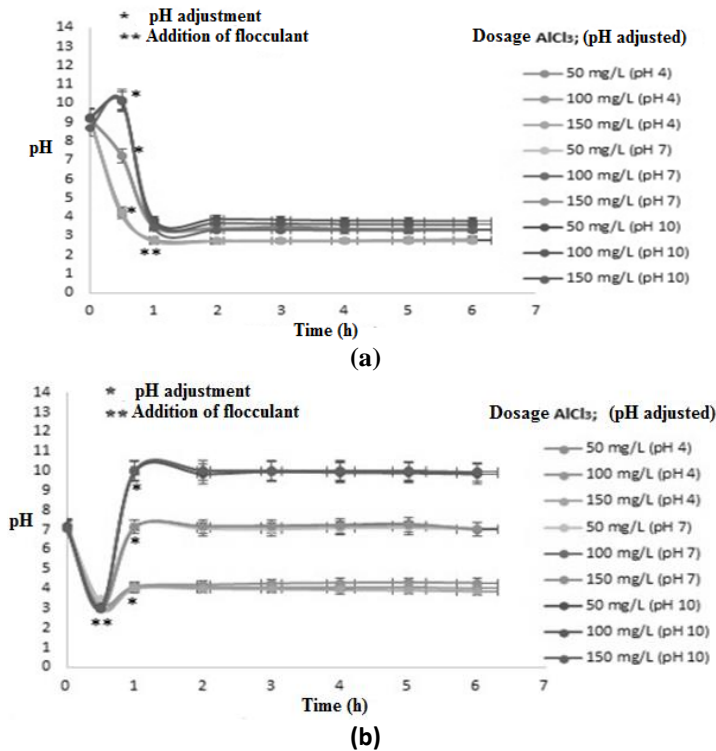 (a)
* pH adjustment
** Addition of flocculant
Dosage AlCl3; (pH adjusted)
50 mg/L (pH 4)
100 mg/L (pH 4)
150 mg/L (pH 4)
50 mg/L (pH 7)
100 mg/L (pH 7)
150 mg/L (pH 7)
50 mg/L (pH 10)
100 mg/L (pH 10)
150 mg/L (pH 10)
pH
14
13
12
11
10
9
8
7
6
5
4
3
2
1
0
*
*
*
**
0 1 2 3 4 5 6 7
Time (h)
(a)
* pH adjustment
** Addition of flocculant
Dosage AlCl3; (pH adjusted)
50 mg/L (pH 4)
100 mg/L (pH 4)
150 mg/L (pH 4)
50 mg/L (pH 7)
100 mg/L (pH 7)
150 mg/L (pH 7)
50 mg/L (pH 10)
100 mg/L (pH 10)
150 mg/L (pH 10)
pH
14
13
12
11
10
9
8
7
6
5
4
3
2
1
0
*
*
*
**
0 1 2 3 4 5 6 7
Time (h)
(b)